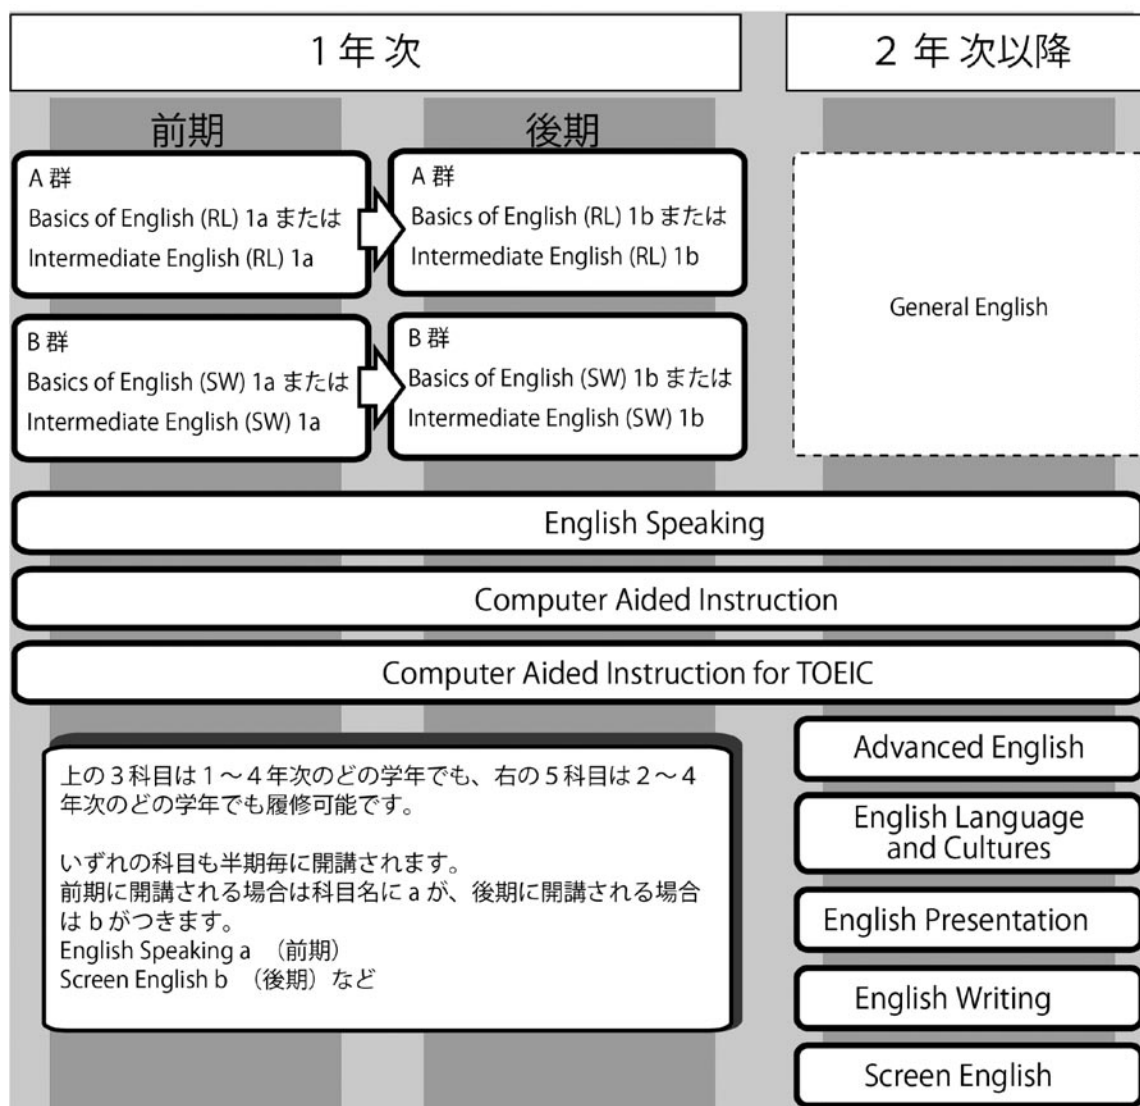 1 年 次
2 年 次以降
前期
後期
A 群
Basics of English (RL) 1a または
Intermediate English (RL) 1a
A 群
Basics of English (RL) 1b または
Intermediate English (RL) 1b
B 群
Basics of English (SW) 1a または
Intermediate English (SW) 1a
B 群
Basics of English (SW) 1b または
Intermediate English (SW) 1b
General English
English Speaking
Computer Aided Instruction
Computer Aided Instruction for TOEIC
上の３科目は１～４年次のどの学年でも、右の５科目は２～４
年次のどの学年でも履修可能です。
いずれの科目も半期毎に開講されます。
前期に開講される場合は科目名に a が、後期に開講される場合
は b がつきます。
English Speaking a （前期）
Screen English b （後期）など
Advanced English
English Language
and Cultures
English Presentation
English Writing
Screen English